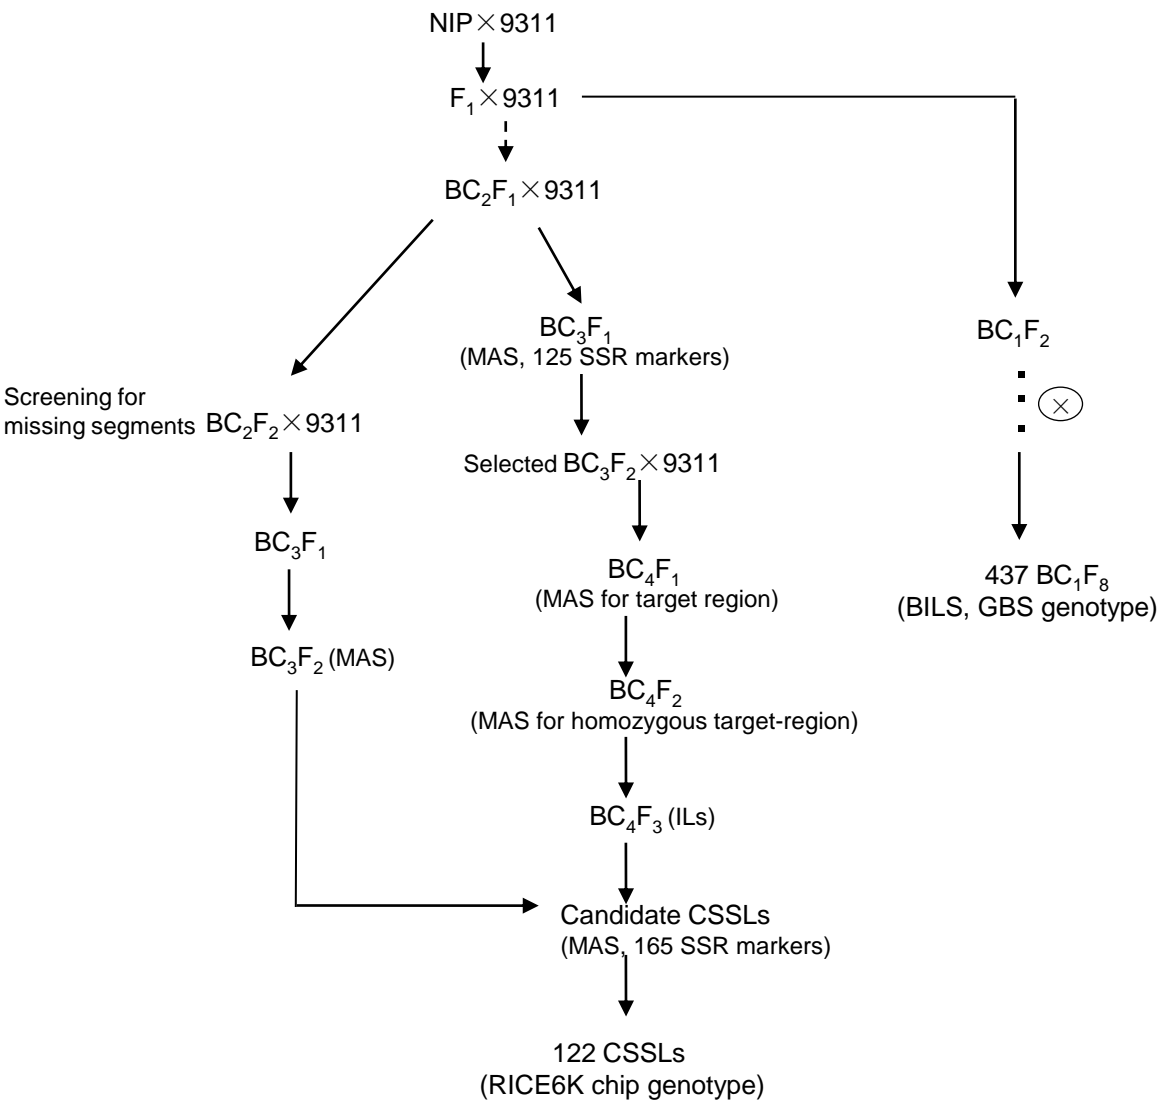 NIP×9311
F₁×9311
BC₂F₁×9311
BC₃F₁
(MAS, 125 SSR markers)
BC₁F₂
Screening for
missing segments BC₂F₂×9311
×
Selected BC₃F₂×9311
BC₃F₁
BC₄F₁
(MAS for target region)
437 BC₁F₈
(BILS, GBS genotype)
BC₃F₂ (MAS)
BC₄F₂
(MAS for homozygous target-region)
BC₄F₃ (ILs)
Candidate CSSLs
(MAS, 165 SSR markers)
122 CSSLs
(RICE6K chip genotype)